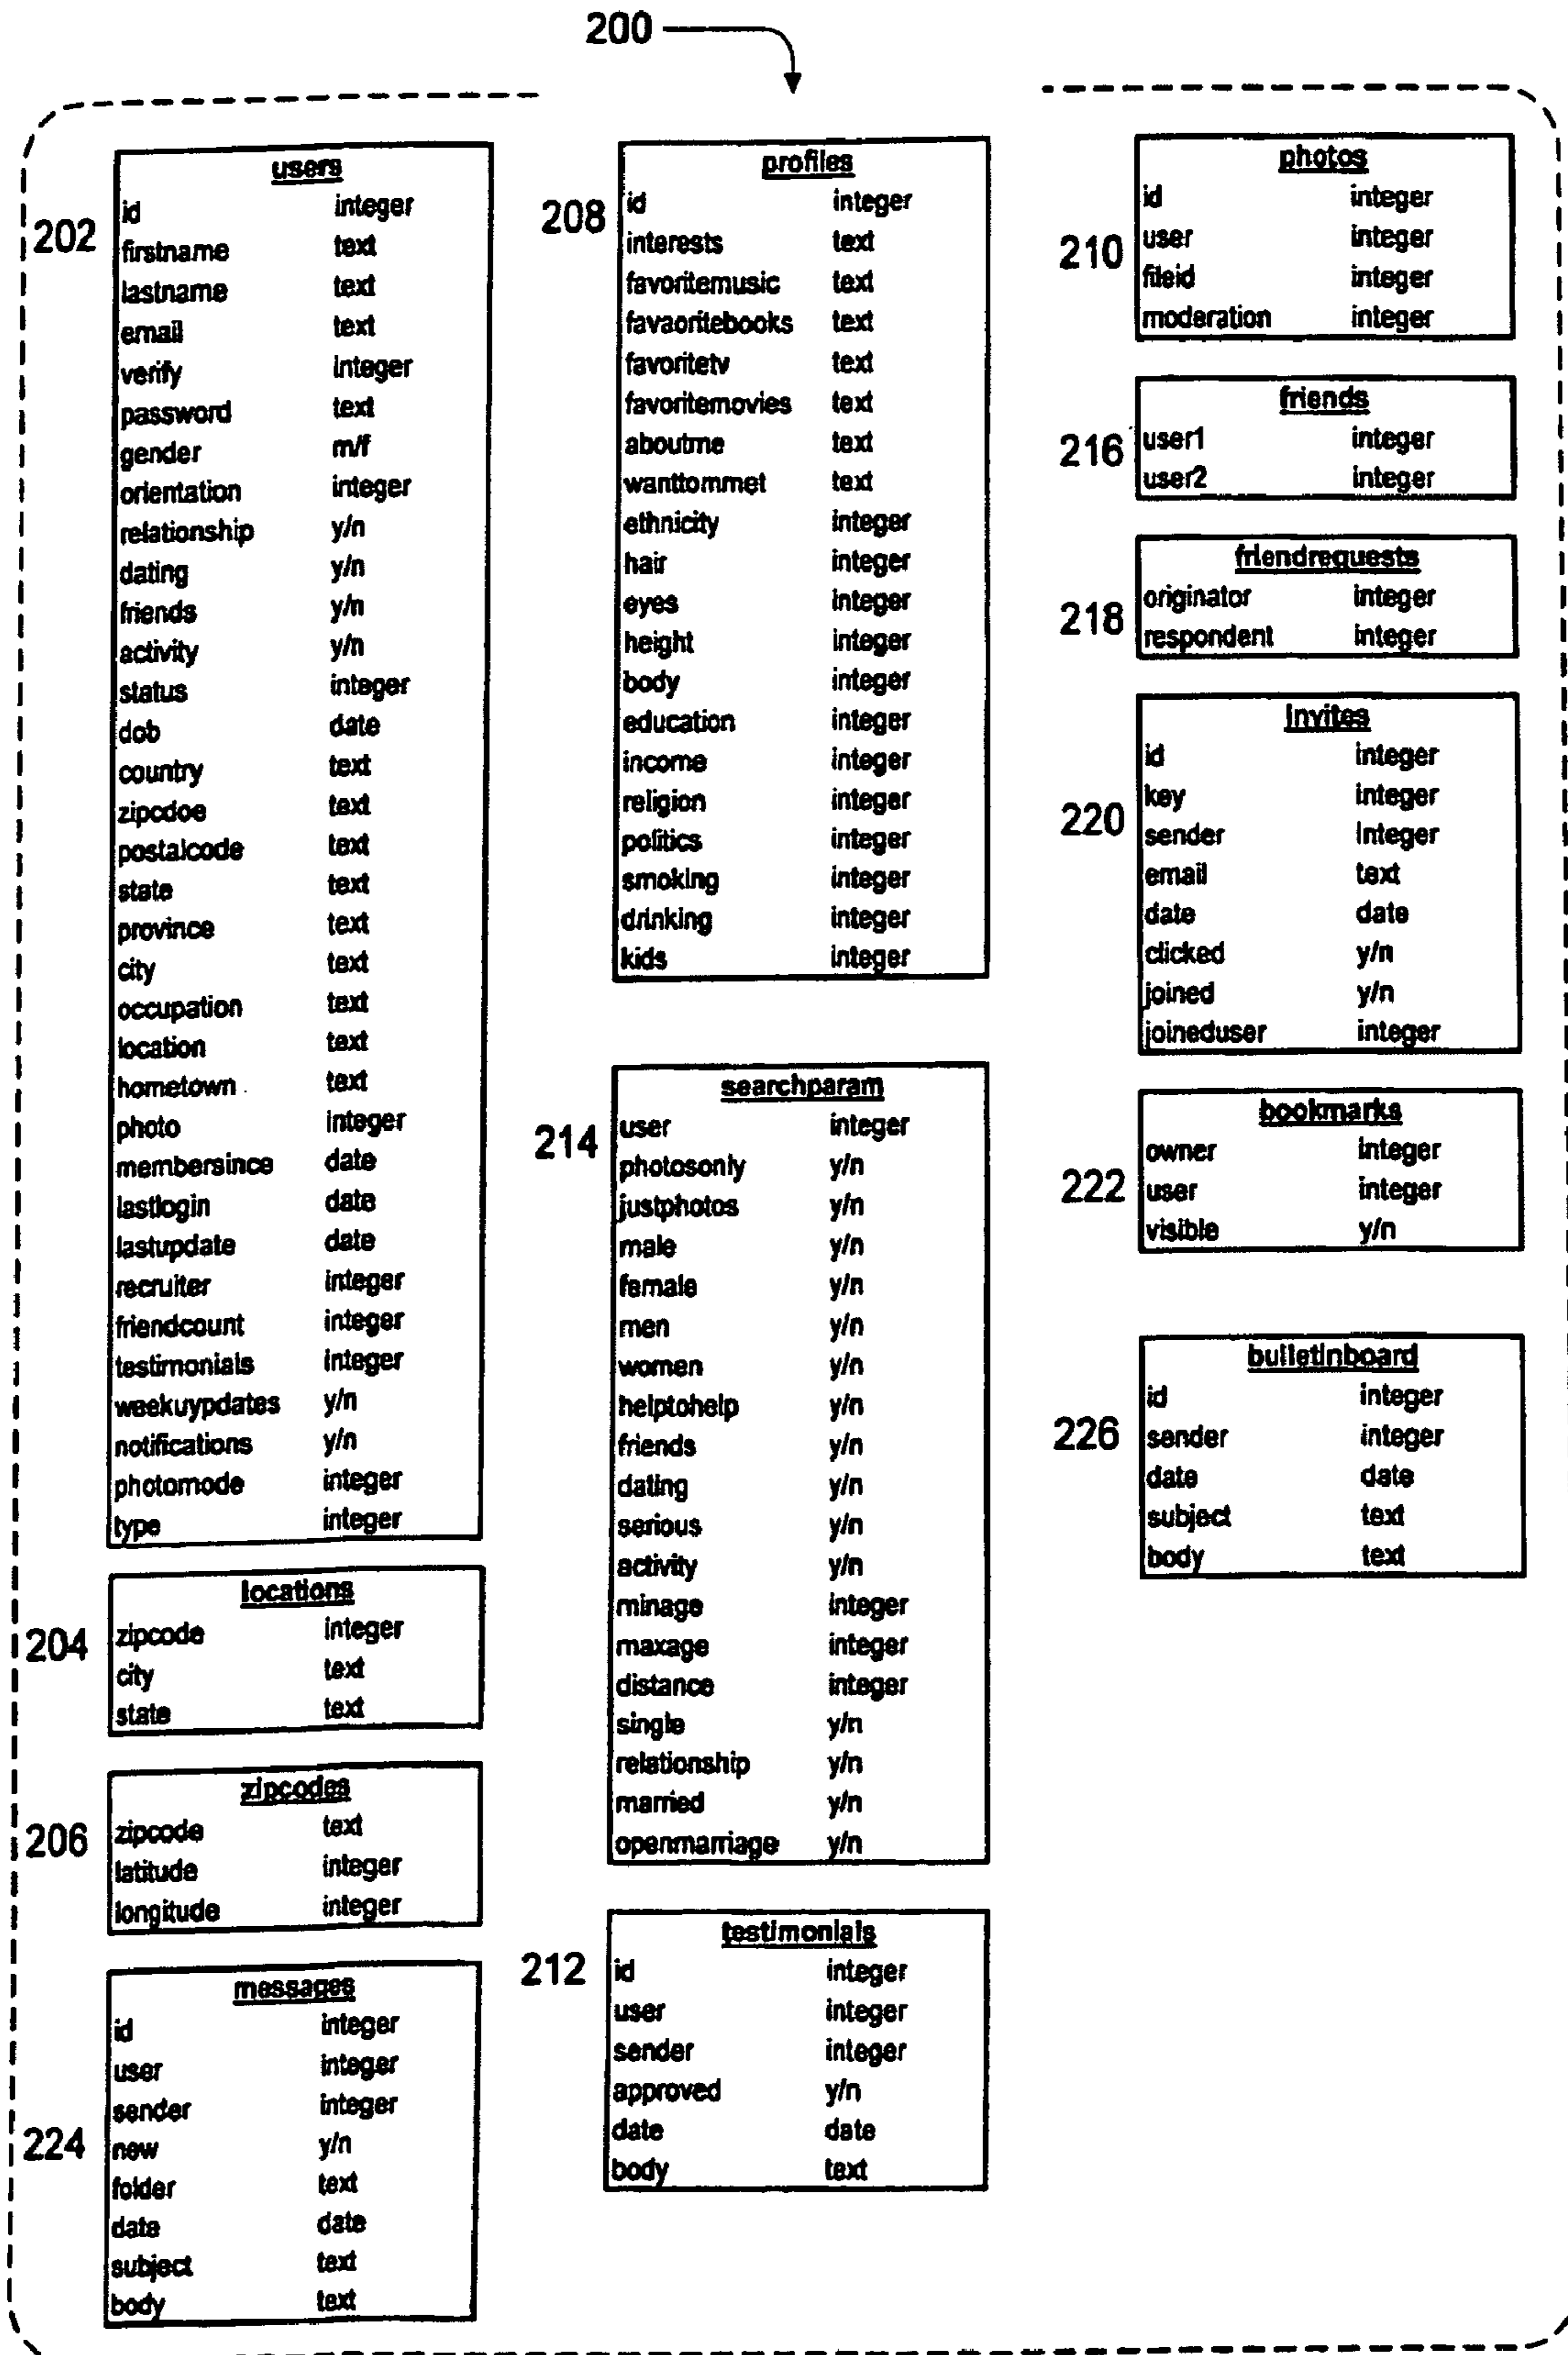 200
users
202
id integer
firstname text
lastname text
email text
verify integer
password text
gender m/f
orientation integer
relationship y/n
dating y/n
friends y/n
activity y/n
status integer
dob date
country text
zipcdoe text
postalcode text
state text
province text
city text
occupation text
location text
hometown text
photo integer
membersince date
lastlogin date
lastupdate date
recruiter integer
friendcount integer
testimonials integer
weekuypdates y/n
notifications y/n
photomode integer
type integer
locations
204
zipcode integer
city text
state text
zipcodes
206
zipcode text
latitude integer
longitude integer
messages
224
id integer
user integer
sender integer
new y/n
folder text
date date
subject text
body text
profiles
208
id integer
interests text
favoritemusic text
favaoritebooks text
favoritetv text
favoritemovies text
aboutme text
wanttommet text
ethnicity integer
hair integer
eyes integer
height integer
body integer
education integer
income integer
religion integer
politics integer
smoking integer
drinking integer
kids integer
searchparam
214
user integer
photosonly y/n
justphotos y/n
male y/n
female y/n
men y/n
women y/n
helptohelp y/n
friends y/n
dating y/n
serious y/n
activity y/n
minage integer
maxage integer
distance integer
single y/n
relationship y/n
married y/n
openmarriage y/n
testimonials
212
id integer
user integer
sender integer
approved y/n
date date
body text
photos
210
id integer
user integer
fileid integer
moderation integer
friends
216
user1 integer
user2 integer
friendrequests
218
originator integer
respondent integer
invites
220
id integer
key integer
sender integer
email text
date date
clicked y/n
joined y/n
joineduser integer
bookmarks
222
owner integer
user integer
visible y/n
bulletinboard
226
id integer
sender integer
date date
subject text
body text